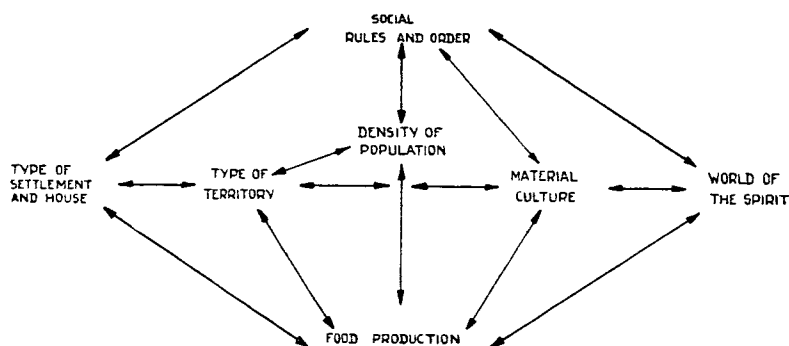 SOCIAL
RULES AND ORDER
DENSITY OF
POPULATION
TYPE OF
SETTLEMENT
AND HOUSE
TYPE OF
TERRITORY
MATERIAL
CULTURE
WORLD OF
THE SPIRIT
FOOD PRODUCTION